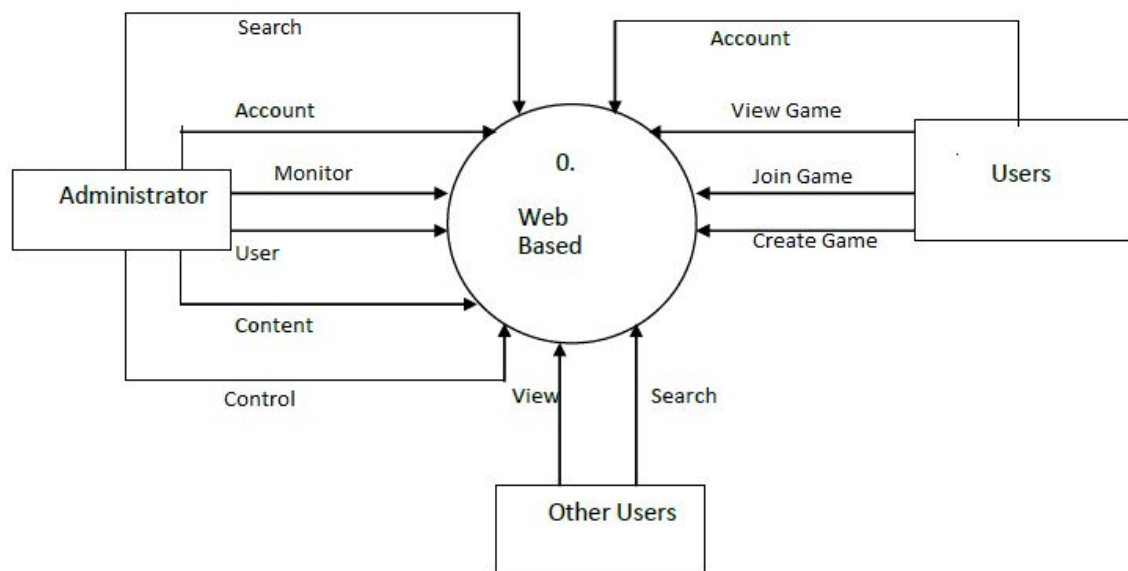 Search
Account
Account
View Game
0.
Monitor
Join Game
Users
Administrator
Web
Based
User
Create Game
Content
Control
View
Search
Other Users